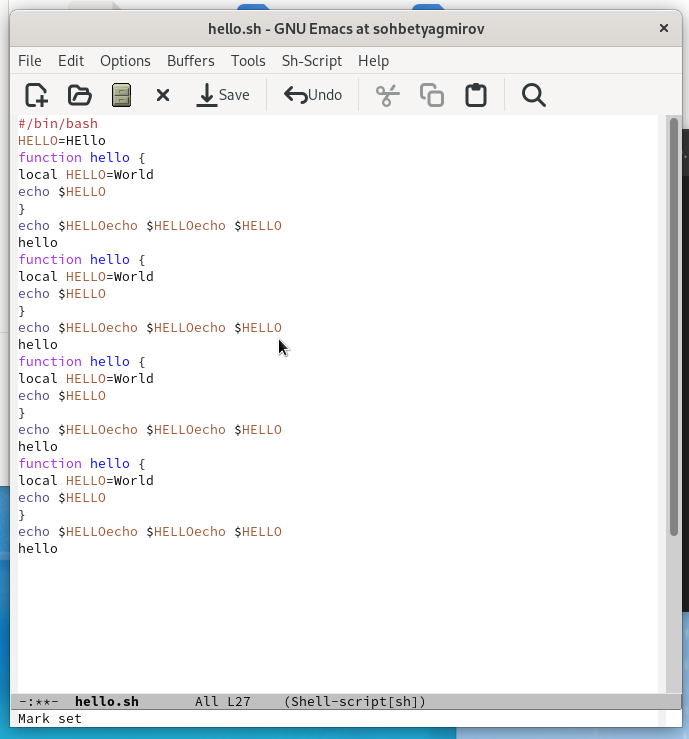 hello.sh - GNU Emacs at sohbetyagmirov
File Edit Options Buffers Tools Sh-Script Help
Save Undo
#/bin/bash
HELLO=HEllo
function hello {
local HELLO=World
echo $HELLO
}
echo $HELLOecho $HELLOecho $HELLO
hello
function hello {
local HELLO=World
echo $HELLO
}
echo $HELLOecho $HELLOecho $HELLO
hello
function hello {
local HELLO=World
echo $HELLO
}
echo $HELLOecho $HELLOecho $HELLO
hello
function hello {
local HELLO=World
echo $HELLO
}
echo $HELLOecho $HELLOecho $HELLO
hello
-:**- hello.sh All L27 (Shell-script[sh])
Mark set